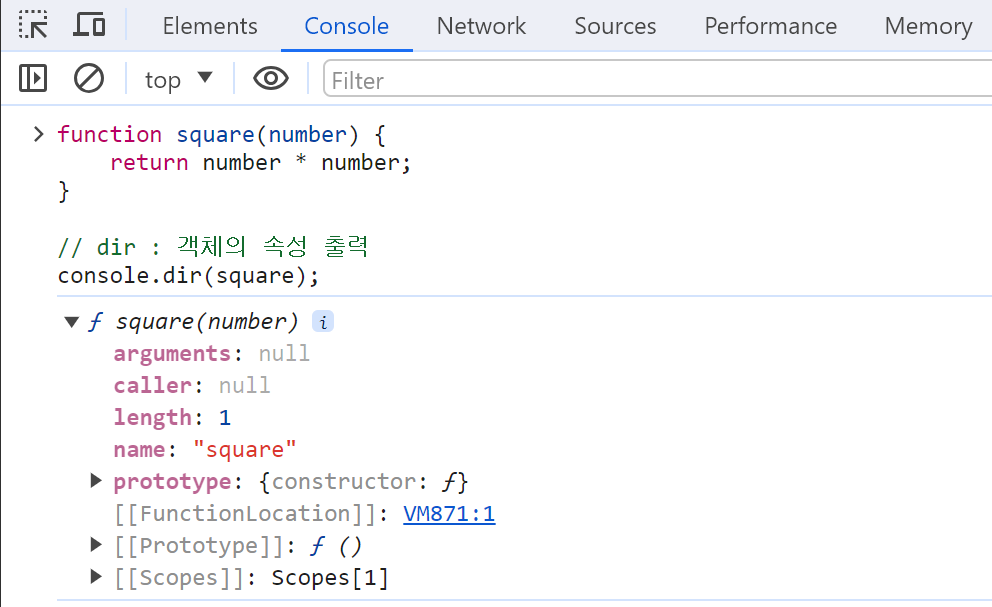 Elements Console Network Sources Performance Memory
top Filter
function square(number) {
return number * number;
}
// dir : 객체의 속성 출력
console.dir(square);
ƒ square(number) i
arguments: null
caller: null
length: 1
name: "square"
prototype: {constructor: ƒ}
[[FunctionLocation]]: VM871:1
[[Prototype]]: ƒ ()
[[Scopes]]: Scopes[1]